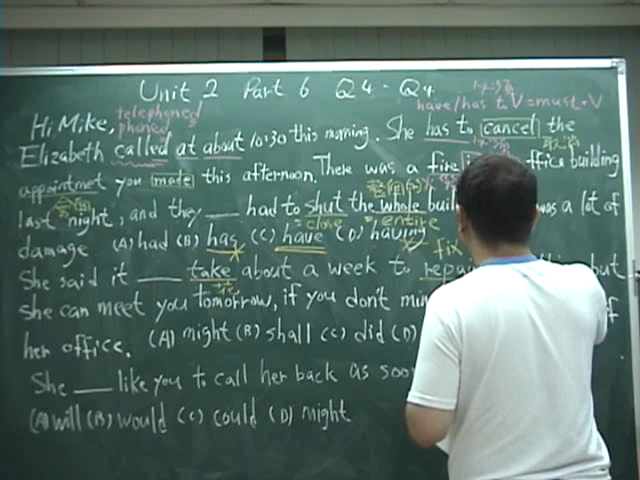 Unit 2 Part 6 Q4 - Q4
have/has to V = must + V
telephoned
phoned
Hi Mike,
Elizabeth called at about 10:30 this morning. She has to cancel the
appointment you made this afternoon. There was a fire office building
last night, and they ___ had to shut the whole was a lot of
= close = entire
damage (A) had (B) has (C) have (D) having
fix
She said it ___ take about a week to but
she can meet you tomorrow, if you don't
her office. (A) might (B) shall (C) did (D)
She ___ like you to call her back as
(A) will (B) would (C) could (D) might